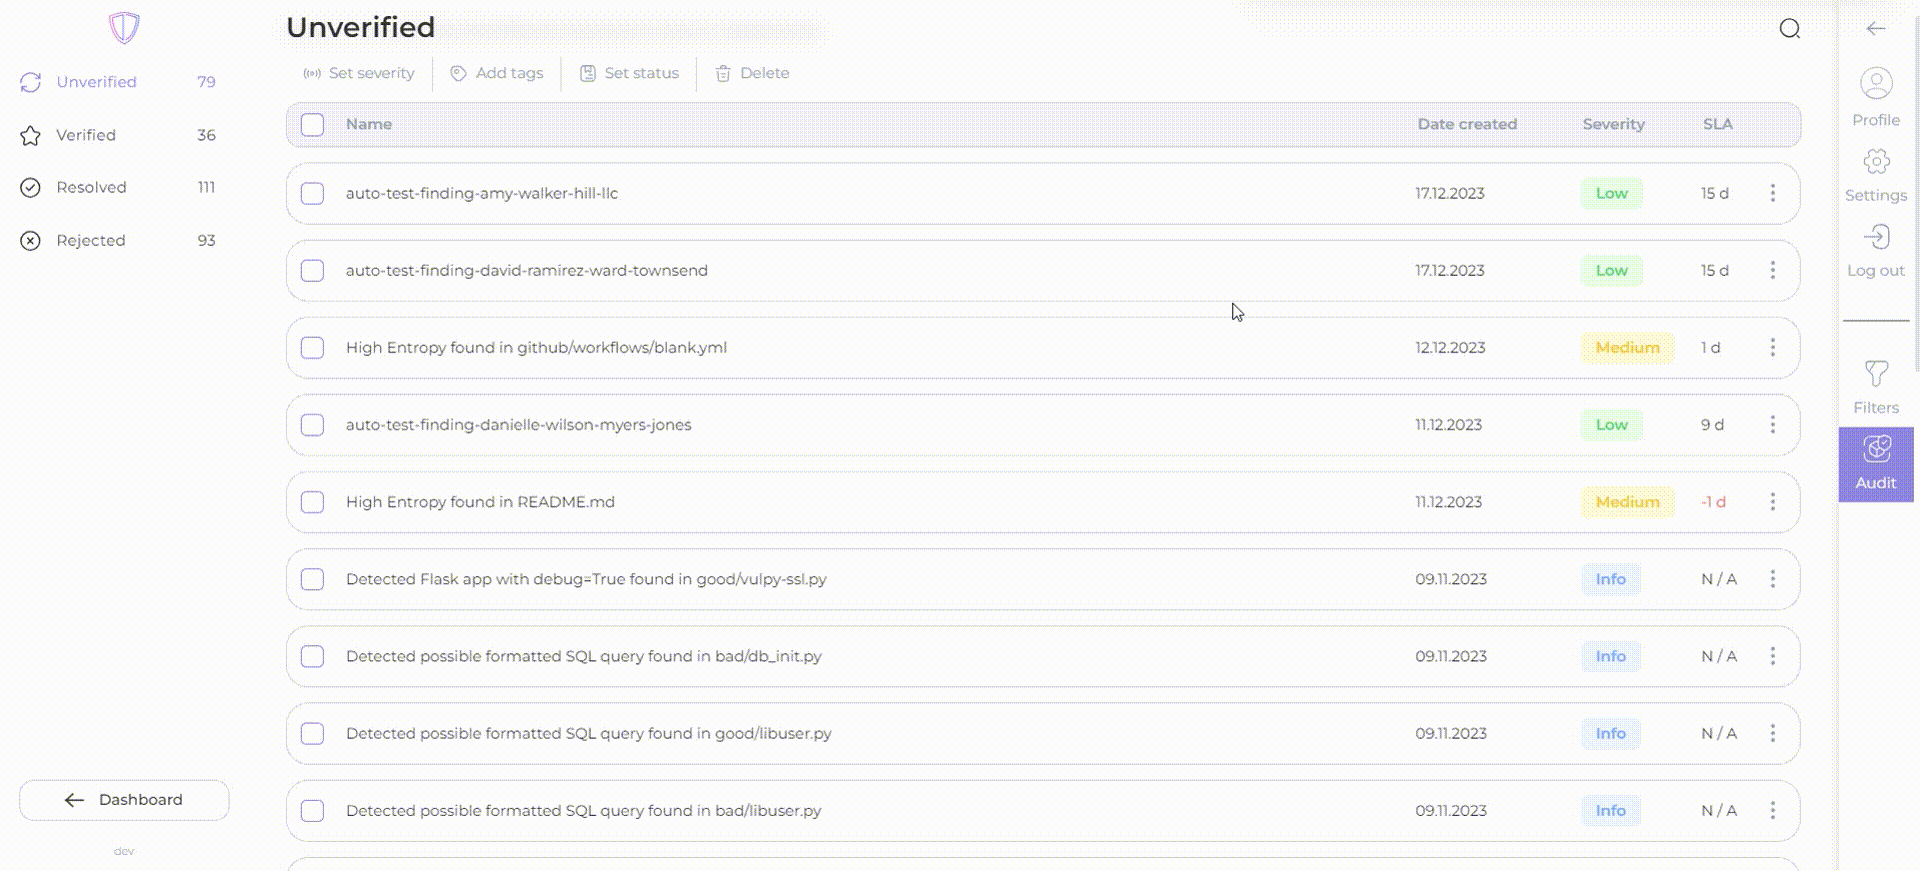 Unverified
Set severity Add tags Set status Delete
Unverified 79
Verified 36
Resolved 111
Rejected 93
Dashboard
dev
Name Date created Severity SLA
auto-test-finding-amy-walker-hill-llc 17.12.2023 Low 15 d
auto-test-finding-david-ramirez-ward-townsend 17.12.2023 Low 15 d
High Entropy found in github/workflows/blank.yml 12.12.2023 Medium 1 d
auto-test-finding-danielle-wilson-myers-jones 11.12.2023 Low 9 d
High Entropy found in README.md 11.12.2023 Medium -1 d
Detected Flask app with debug=True found in good/vulpy-ssl.py 09.11.2023 Info N / A
Detected possible formatted SQL query found in bad/db_init.py 09.11.2023 Info N / A
Detected possible formatted SQL query found in good/libuser.py 09.11.2023 Info N / A
Detected possible formatted SQL query found in bad/libuser.py 09.11.2023 Info N / A
Profile
Settings
Log out
Filters
Audit